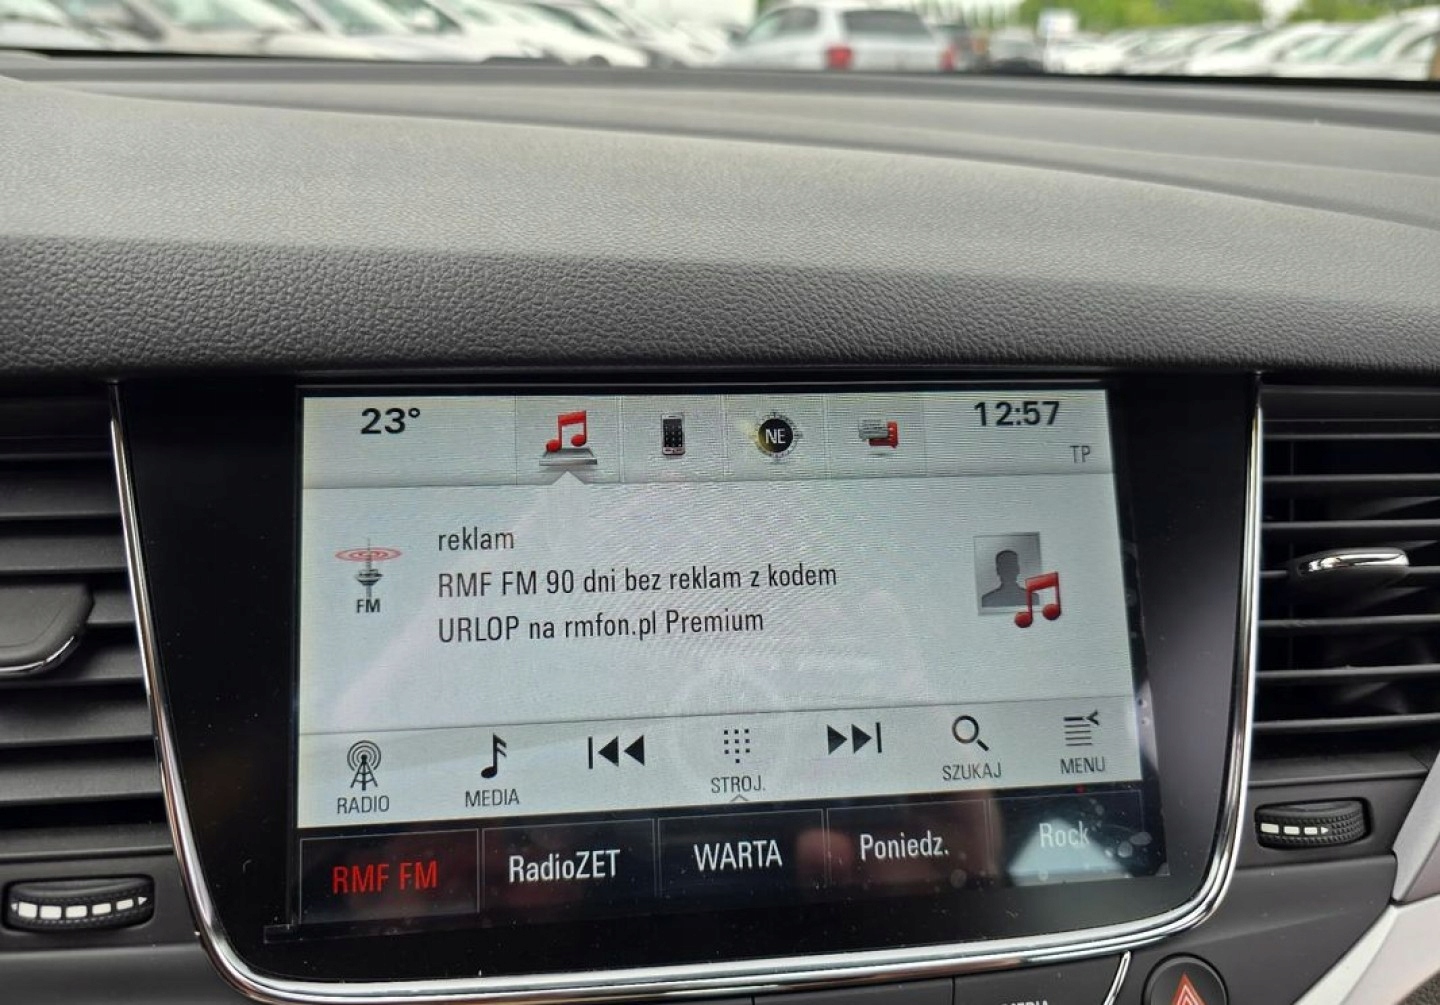 23°
NE
12:57
TP
reklam
RMF FM 90 dni bez reklam z kodem
URLOP na rmfon.pl Premium
FM
RADIO
MEDIA
STROJ.
SZUKAJ
MENU
RMF FM
RadioZET
WARTA
Poniedz.
Rock